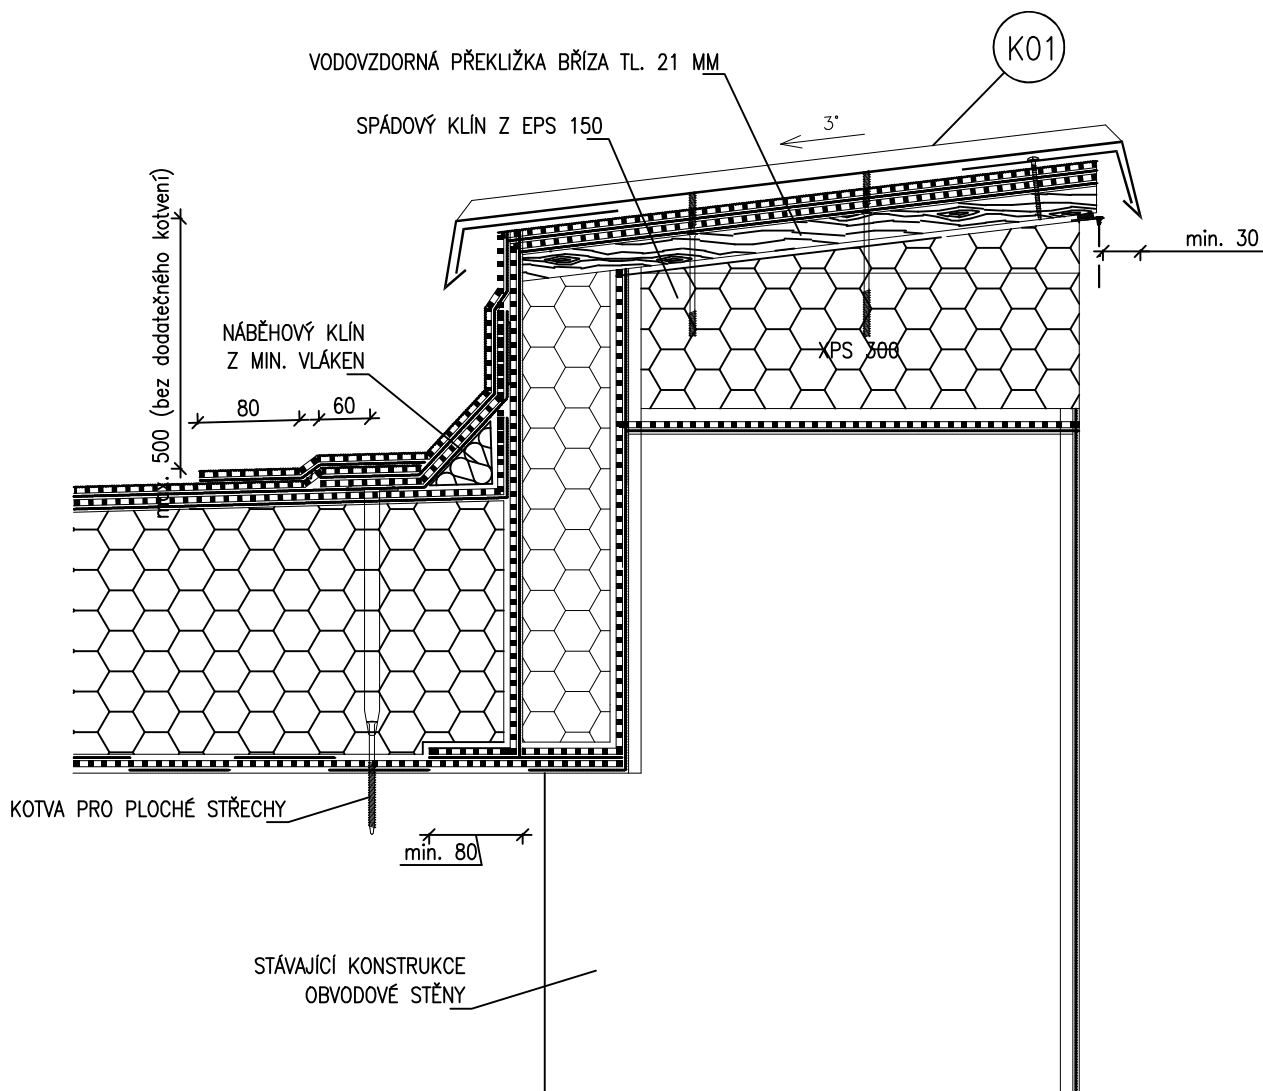 K01
VODOVZDORNÁ PŘEKLIŽKA BŘÍZA TL. 21 MM
SPÁDOVÝ KLÍN Z EPS 150
3°
max. 500 (bez dodatečného kotvení)
min. 30
NÁBĚHOVÝ KLÍN
Z MIN. VLÁKEN
XPS 300
80
60
KOTVA PRO PLOCHÉ STŘECHY
min. 80
STÁVAJÍCÍ KONSTRUKCE
OBVODOVÉ STĚNY